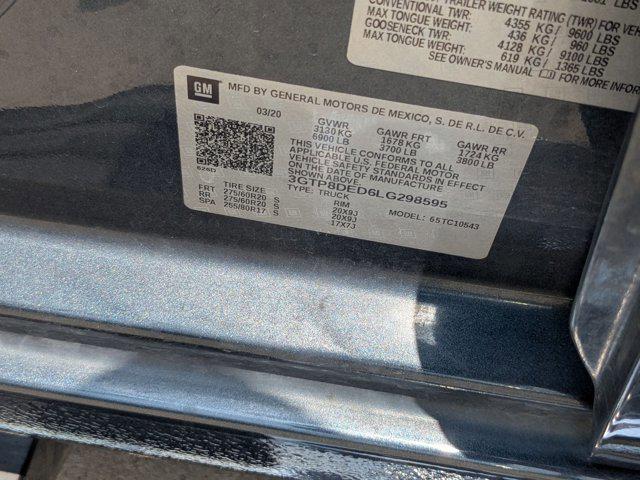 TRAILER WEIGHT RATING (TWR) FOR VEH
CONVENTIONAL TWR: 4355 KG / 9600 LBS
MAX TONGUE WEIGHT: 436 KG / 960 LBS
GOOSENECK TWR: 4128 KG / 9100 LBS
MAX TONGUE WEIGHT: 619 KG / 1365 LBS
SEE OWNER'S MANUAL FOR MORE INFORMA
GM
MFD BY GENERAL MOTORS DE MEXICO, S. DE R.L. DE C.V.
03/20 GVWR GAWR FRT GAWR RR
3130 KG 1678 KG 1724 KG
6900 LB 3700 LB 3800 LB
THIS VEHICLE CONFORMS TO ALL
APPLICABLE U.S. FEDERAL MOTOR
VEHICLE SAFETY STANDARDS IN EFFECT
ON THE DATE OF MANUFACTURE
3GTP8DED6LG298595
TYPE: TRUCK MODEL: 65TC10543
TIRE SIZE RIM
FRT 275/60R20 S 20X9J
RR 275/60R20 S 20X9J
SPA 255/80R17 S 17X7J